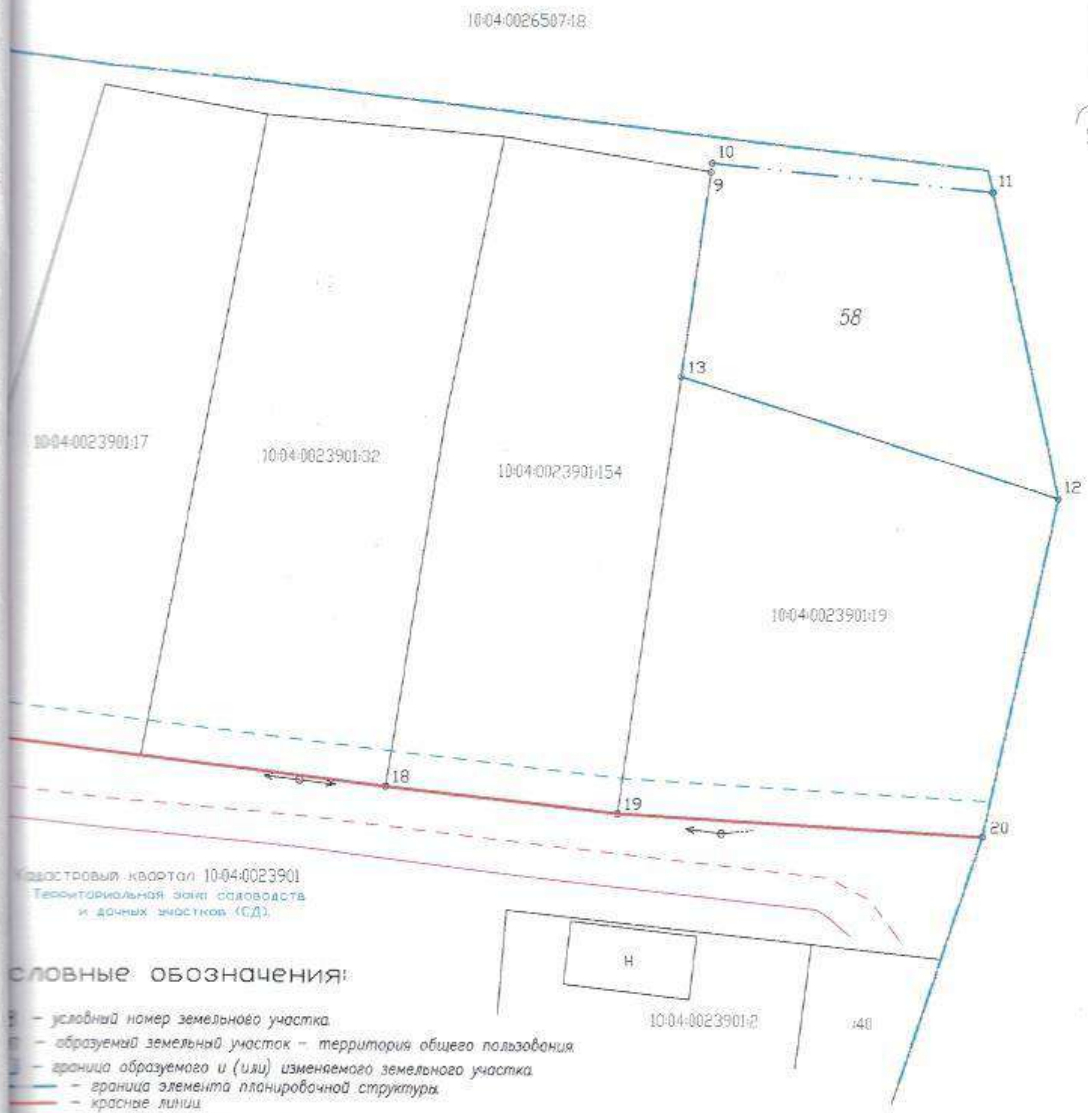 10:04:0026507:18
10
9
11
58
13
10:04:0023901:17
10:04:0023901:32
10:04:0023901:154
12
10:04:0023901:19
18
19
20
Кадастровый квартал 10:04:0023901
Территориальная зона садоводств
и дачных участков (СД).
н
10:04:0023901:2
:40
словные обозначения:
- условный номер земельного участка.
- образуемый земельный участок - территория общего пользования.
- граница образуемого и (или) изменяемого земельного участка.
- граница элемента планировочной структуры.
- красные линии.